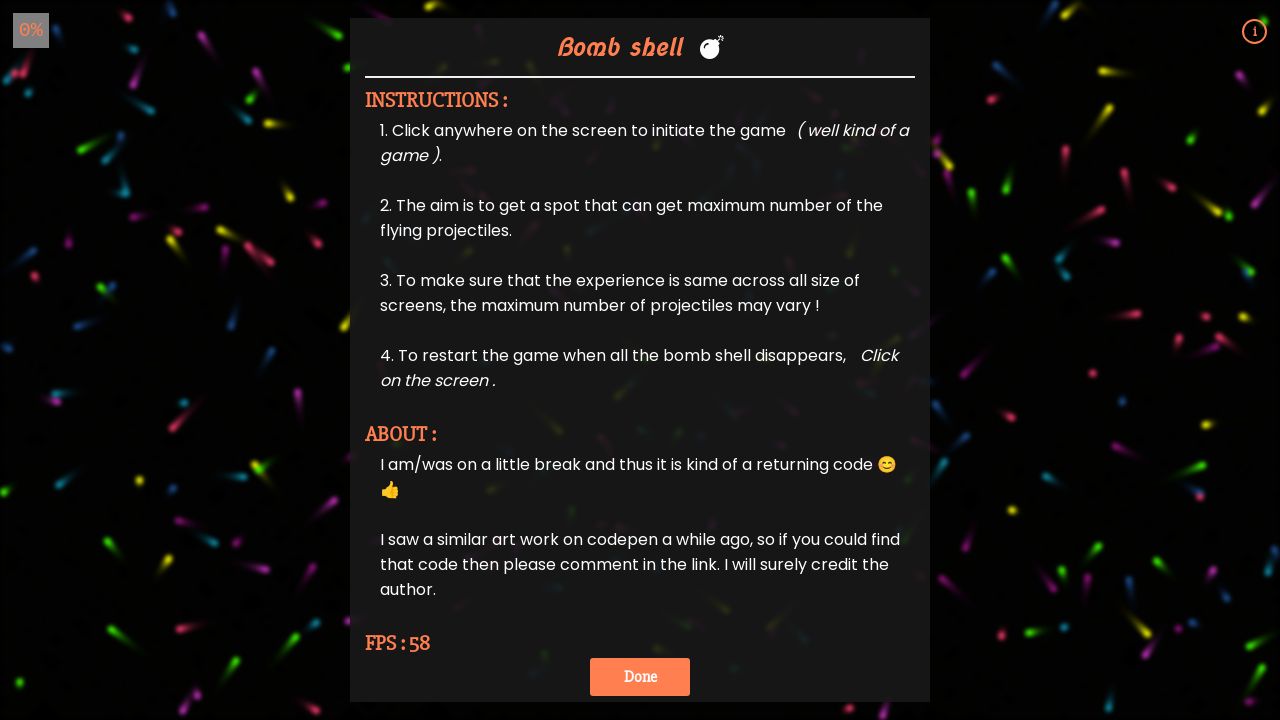 0%
i
Bomb shell 💣
INSTRUCTIONS :
1. Click anywhere on the screen to initiate the game ( well kind of a
game ).
2. The aim is to get a spot that can get maximum number of the
flying projectiles.
3. To make sure that the experience is same across all size of
screens, the maximum number of projectiles may vary !
4. To restart the game when all the bomb shell disappears, Click
on the screen .
ABOUT :
I am/was on a little break and thus it is kind of a returning code 😊
👍
I saw a similar art work on codepen a while ago, so if you could find
that code then please comment in the link. I will surely credit the
author.
FPS : 58
Done